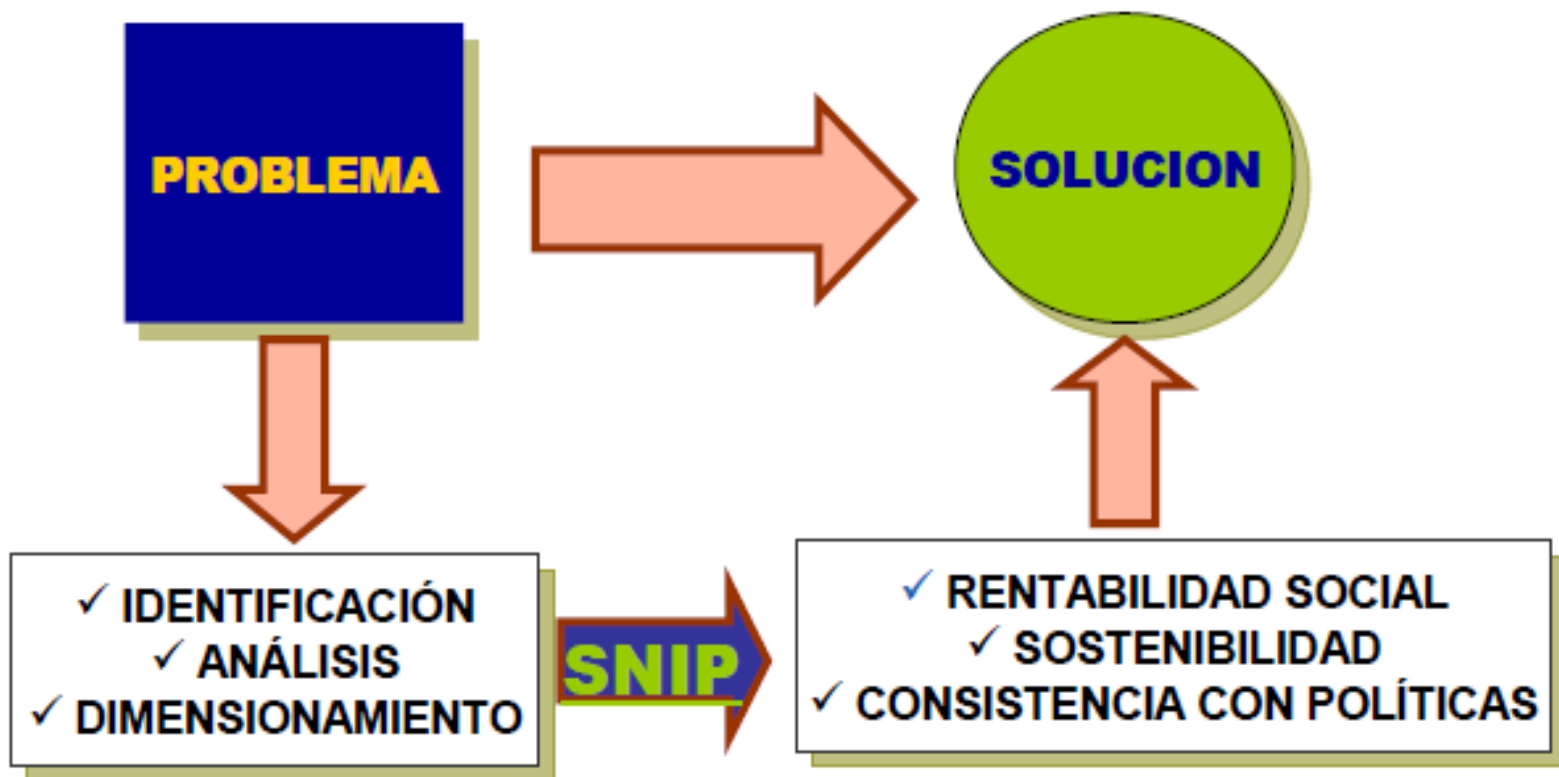 PROBLEMA
SOLUCION
✓ IDENTIFICACIÓN
✓ ANÁLISIS
✓ DIMENSIONAMIENTO
SNIP
✓ RENTABILIDAD SOCIAL
✓ SOSTENIBILIDAD
✓ CONSISTENCIA CON POLÍTICAS